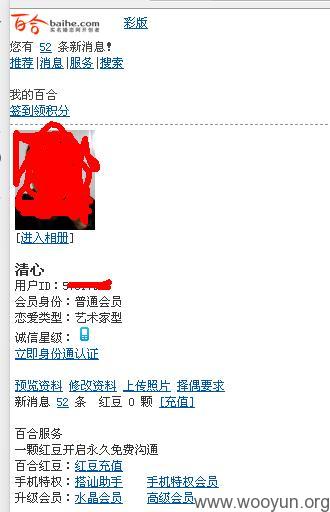 百合 baihe.com 彩版
实名婚恋网开创者
您有 52 条新消息!
推荐|消息|服务|搜索
我的百合
签到领积分
[进入相册]
清心
用户ID:5
会员身份:普通会员
恋爱类型:艺术家型
诚信星级:
立即身份通认证
预览资料 修改资料 上传照片 择偶要求
新消息 52 条 红豆 0 颗 [充值]
百合服务
一颗红豆开启永久免费沟通
百合红豆:红豆充值
手机特权:搭讪助手 手机特权会员
升级会员:水晶会员 高级会员
www.wooyun.org